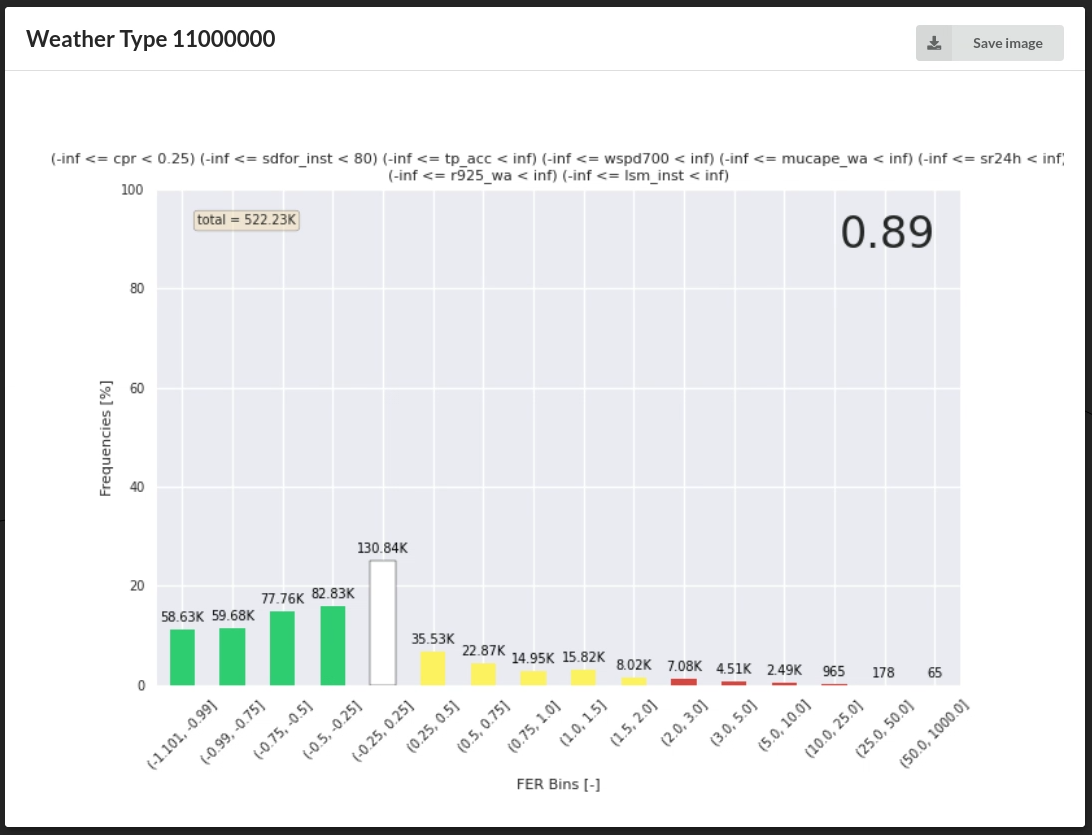 Weather Type 11000000
Save image
(-inf <= cpr < 0.25) (-inf <= sdfor_inst < 80) (-inf <= tp_acc < inf) (-inf <= wspd700 < inf) (-inf <= mucape_wa < inf) (-inf <= sr24h < inf)
(-inf <= r925_wa < inf) (-inf <= lsm_inst < inf)
100
total = 522.23K
0.89
80
60
Frequencies [%]
40
130.84K
20
77.76K 82.83K
58.63K 59.68K
35.53K
22.87K 14.95K 15.82K
8.02K 7.08K 4.51K 2.49K 965 178 65
0
(-1.101, -0.99] (-0.99, -0.75] (-0.75, -0.5] (-0.5, -0.25] (-0.25, 0.25] (0.25, 0.5] (0.5, 0.75] (0.75, 1.0] (1.0, 1.5] (1.5, 2.0] (2.0, 3.0] (3.0, 5.0] (5.0, 10.0] (10.0, 25.0] (25.0, 50.0] (50.0, 1000.0]
FER Bins [-]